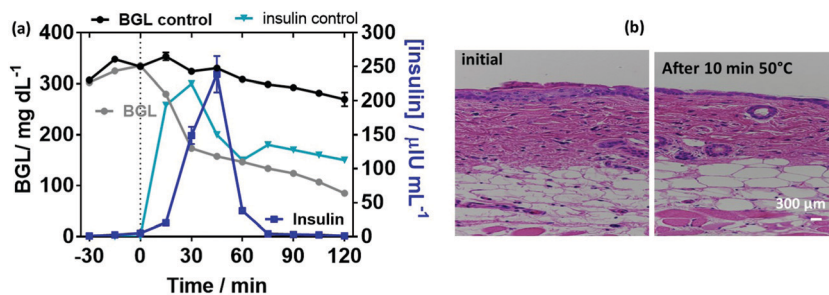 BGL control
insulin control
(a)
400
300
200
100
0
BGL/ mg dL⁻¹
BGL
Insulin
300
250
200
150
100
50
0
[insulin] / µIU mL⁻¹
-30
0
30
60
90
120
Time / min
(b)
initial
After 10 min 50°C
300 µm